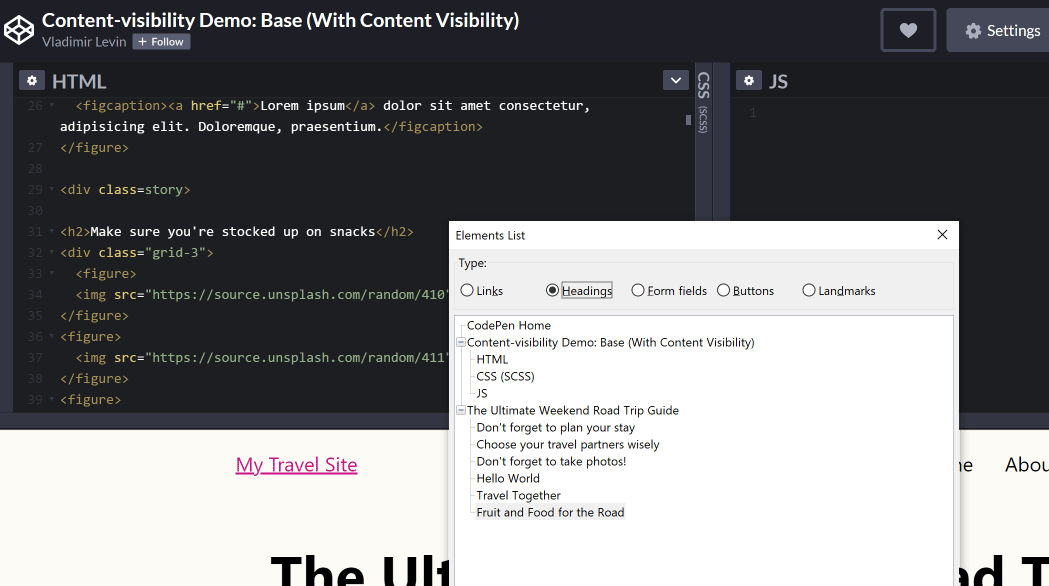 Content-visibility Demo: Base (With Content Visibility)
Vladimir Levin + Follow
Settings
HTML
CSS (SCSS)
JS
26 <figcaption><a href="#">Lorem ipsum</a> dolor sit amet consectetur,
adipisicing elit. Doloremque, praesentium.</figcaption>
27 </figure>
28
29 <div class=story>
30
31 <h2>Make sure you're stocked up on snacks</h2>
32 <div class="grid-3">
33 <figure>
34 <img src="https://source.unsplash.com/random/410"
35 </figure>
36 <figure>
37 <img src="https://source.unsplash.com/random/411"
38 </figure>
39 <figure>
1
Elements List
Type:
Links Headings Form fields Buttons Landmarks
CodePen Home
Content-visibility Demo: Base (With Content Visibility)
HTML
CSS (SCSS)
JS
The Ultimate Weekend Road Trip Guide
Don't forget to plan your stay
Choose your travel partners wisely
Don't forget to take photos!
Hello World
Travel Together
Fruit and Food for the Road
My Travel Site